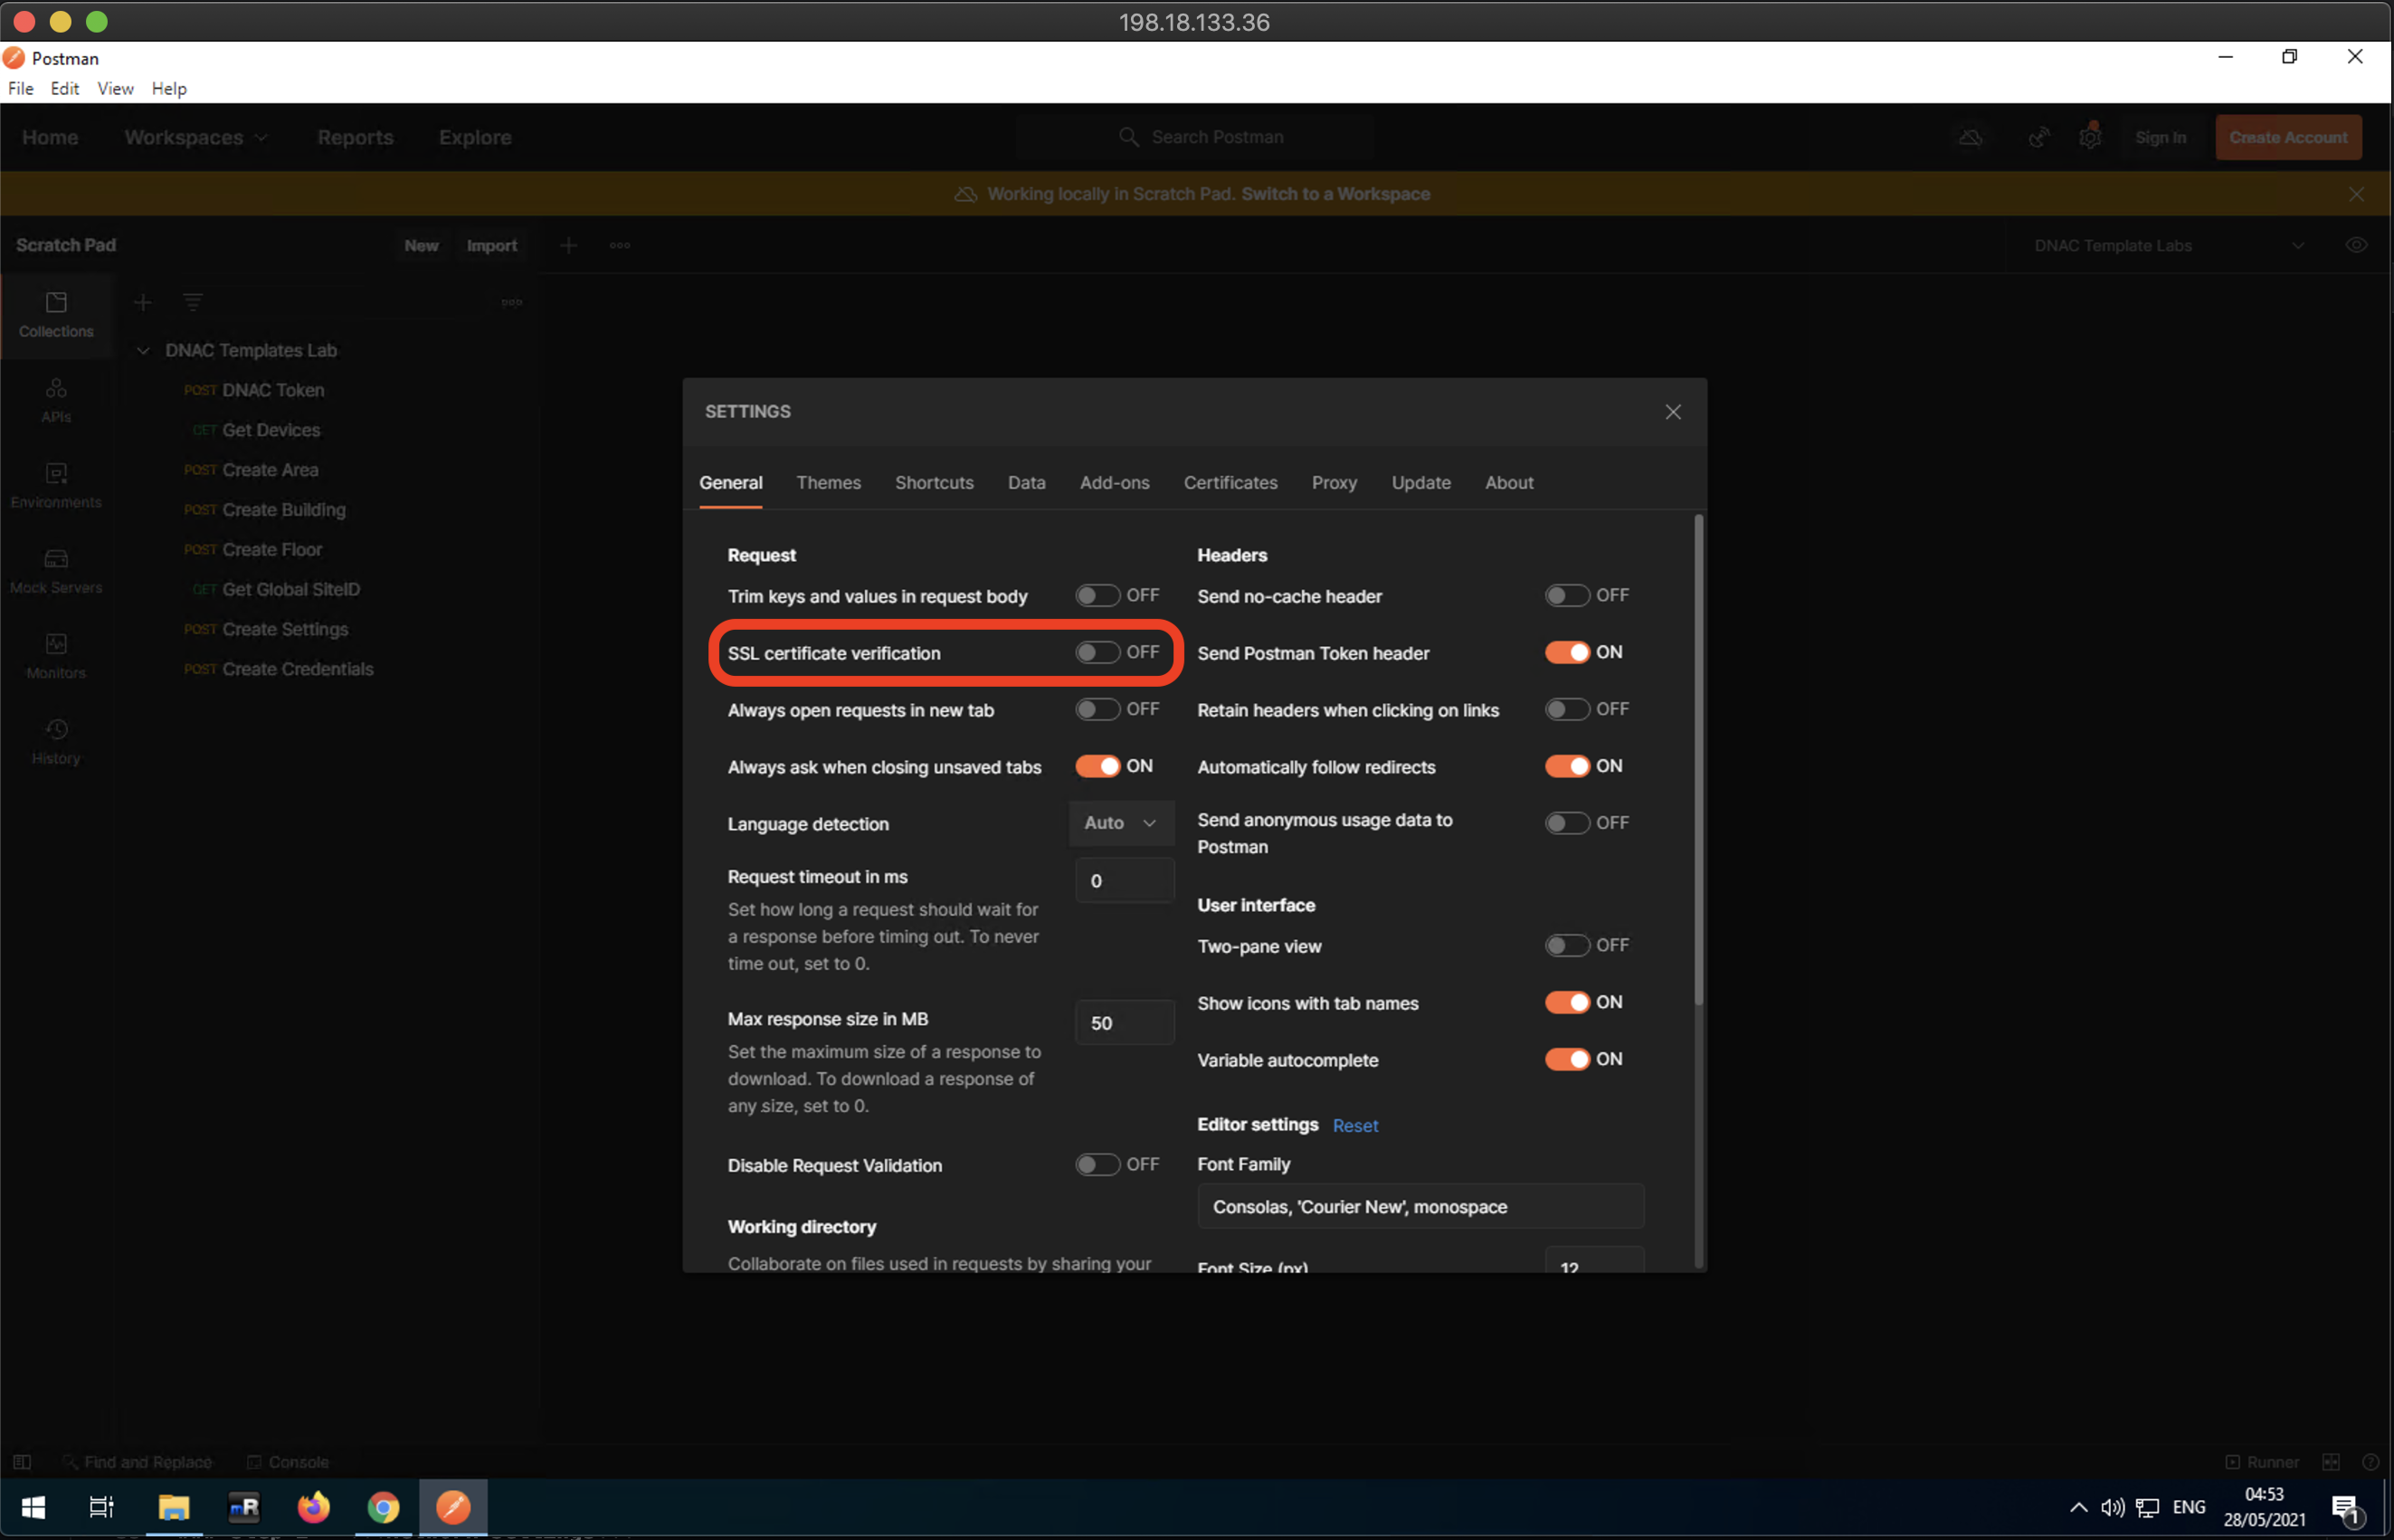 198.18.133.36
Postman
File Edit View Help
Home Workspaces Reports Explore Search Postman Sign In Create Account
Working locally in Scratch Pad. Switch to a Workspace
Scratch Pad New Import DNAC Template Labs
Collections
APIs
Environments
Mock Servers
Monitors
History
DNAC Templates Lab
POST DNAC Token
GET Get Devices
POST Create Area
POST Create Building
POST Create Floor
GET Get Global SiteID
POST Create Settings
POST Create Credentials
SETTINGS
General Themes Shortcuts Data Add-ons Certificates Proxy Update About
Request
Trim keys and values in request body OFF
SSL certificate verification OFF
Always open requests in new tab OFF
Always ask when closing unsaved tabs ON
Language detection Auto
Request timeout in ms 0
Set how long a request should wait for
a response before timing out. To never
time out, set to 0.
Max response size in MB 50
Set the maximum size of a response to
download. To download a response of
any size, set to 0.
Disable Request Validation OFF
Working directory
Collaborate on files used in requests by sharing your
Headers
Send no-cache header OFF
Send Postman Token header ON
Retain headers when clicking on links OFF
Automatically follow redirects ON
Send anonymous usage data to
Postman OFF
User interface
Two-pane view OFF
Show icons with tab names ON
Variable autocomplete ON
Editor settings Reset
Font Family
Consolas, 'Courier New', monospace
Font Size (px) 12
Find and Replace Console Runner
mR
ENG
04:53
28/05/2021
1